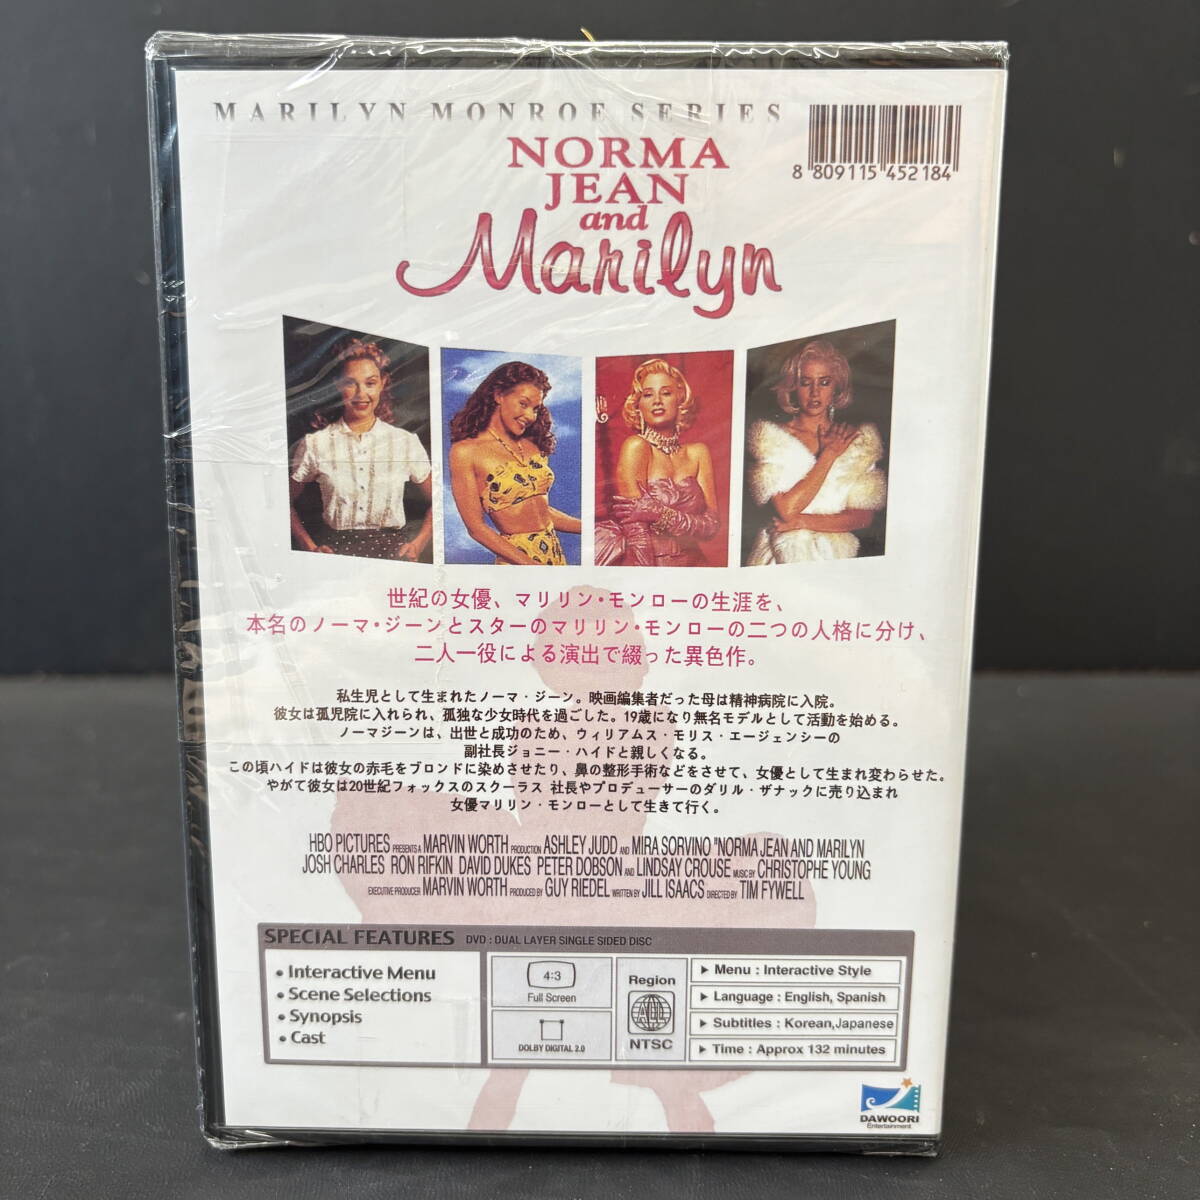 MARILYN MONROE SERIES
8 809115 452184
NORMA
JEAN
and
Marilyn
世紀の女優、マリリン・モンローの生涯を、
本名のノーマ・ジーンとスターのマリリン・モンローの二つの人格に分け、
二人一役による演出で綴った異色作。
私生児として生まれたノーマ・ジーン。映画編集者だった母は精神病院に入院。
彼女は孤児院に入れられ、孤独な少女時代を過ごした。19歳になり無名モデルとして活動を始める。
ノーマジーンは、出世と成功のため、ウィリアムス・モリス・エージェンシーの
副社長ジョニー・ハイドと親しくなる。
この頃ハイドは彼女の赤毛をブロンドに染めさせたり、鼻の整形手術などをさせて、女優として生まれ変わらせた。
やがて彼女は20世紀フォックスのスクーラス 社長やプロデューサーのダリル・ザナックに売り込まれ
女優マリリン・モンローとして生きて行く。
HBO PICTURES PRESENTS A MARVIN WORTH PRODUCTION ASHLEY JUDD AND MIRA SORVINO "NORMA JEAN AND MARILYN
JOSH CHARLES RON RIFKIN DAVID DUKES PETER DOBSON AND LINDSAY CROUSE MUSIC BY CHRISTOPHE YOUNG
EXECUTIVE PRODUCER MARVIN WORTH PRODUCED BY GUY RIEDEL WRITTEN BY JILL ISAACS DIRECTED BY TIM FYWELL
SPECIAL FEATURES DVD : DUAL LAYER SINGLE SIDED DISC
• Interactive Menu
• Scene Selections
• Synopsis
• Cast
4:3
Full Screen
DOLBY DIGITAL 2.0
Region
ALL
NTSC
▶ Menu : Interactive Style
▶ Language : English, Spanish
▶ Subtitles : Korean,Japanese
▶ Time : Approx 132 minutes
DAWOORI
Entertainment